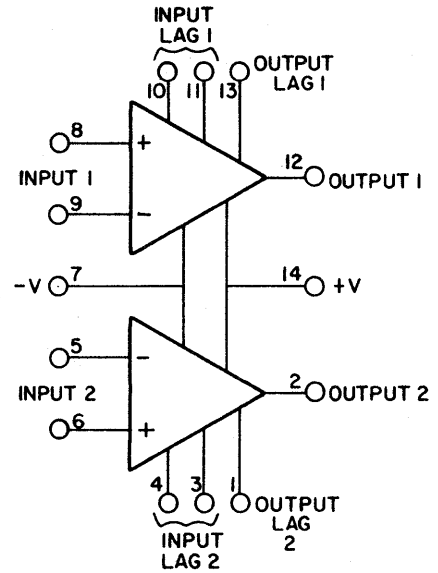 INPUT
LAG 1
OUTPUT
LAG 1
10
11
13
8
+
12
INPUT 1
OUTPUT 1
9
-
7
14
-V
+V
5
-
2
INPUT 2
OUTPUT 2
6
+
4
3
1
INPUT
LAG 2
OUTPUT
LAG
2